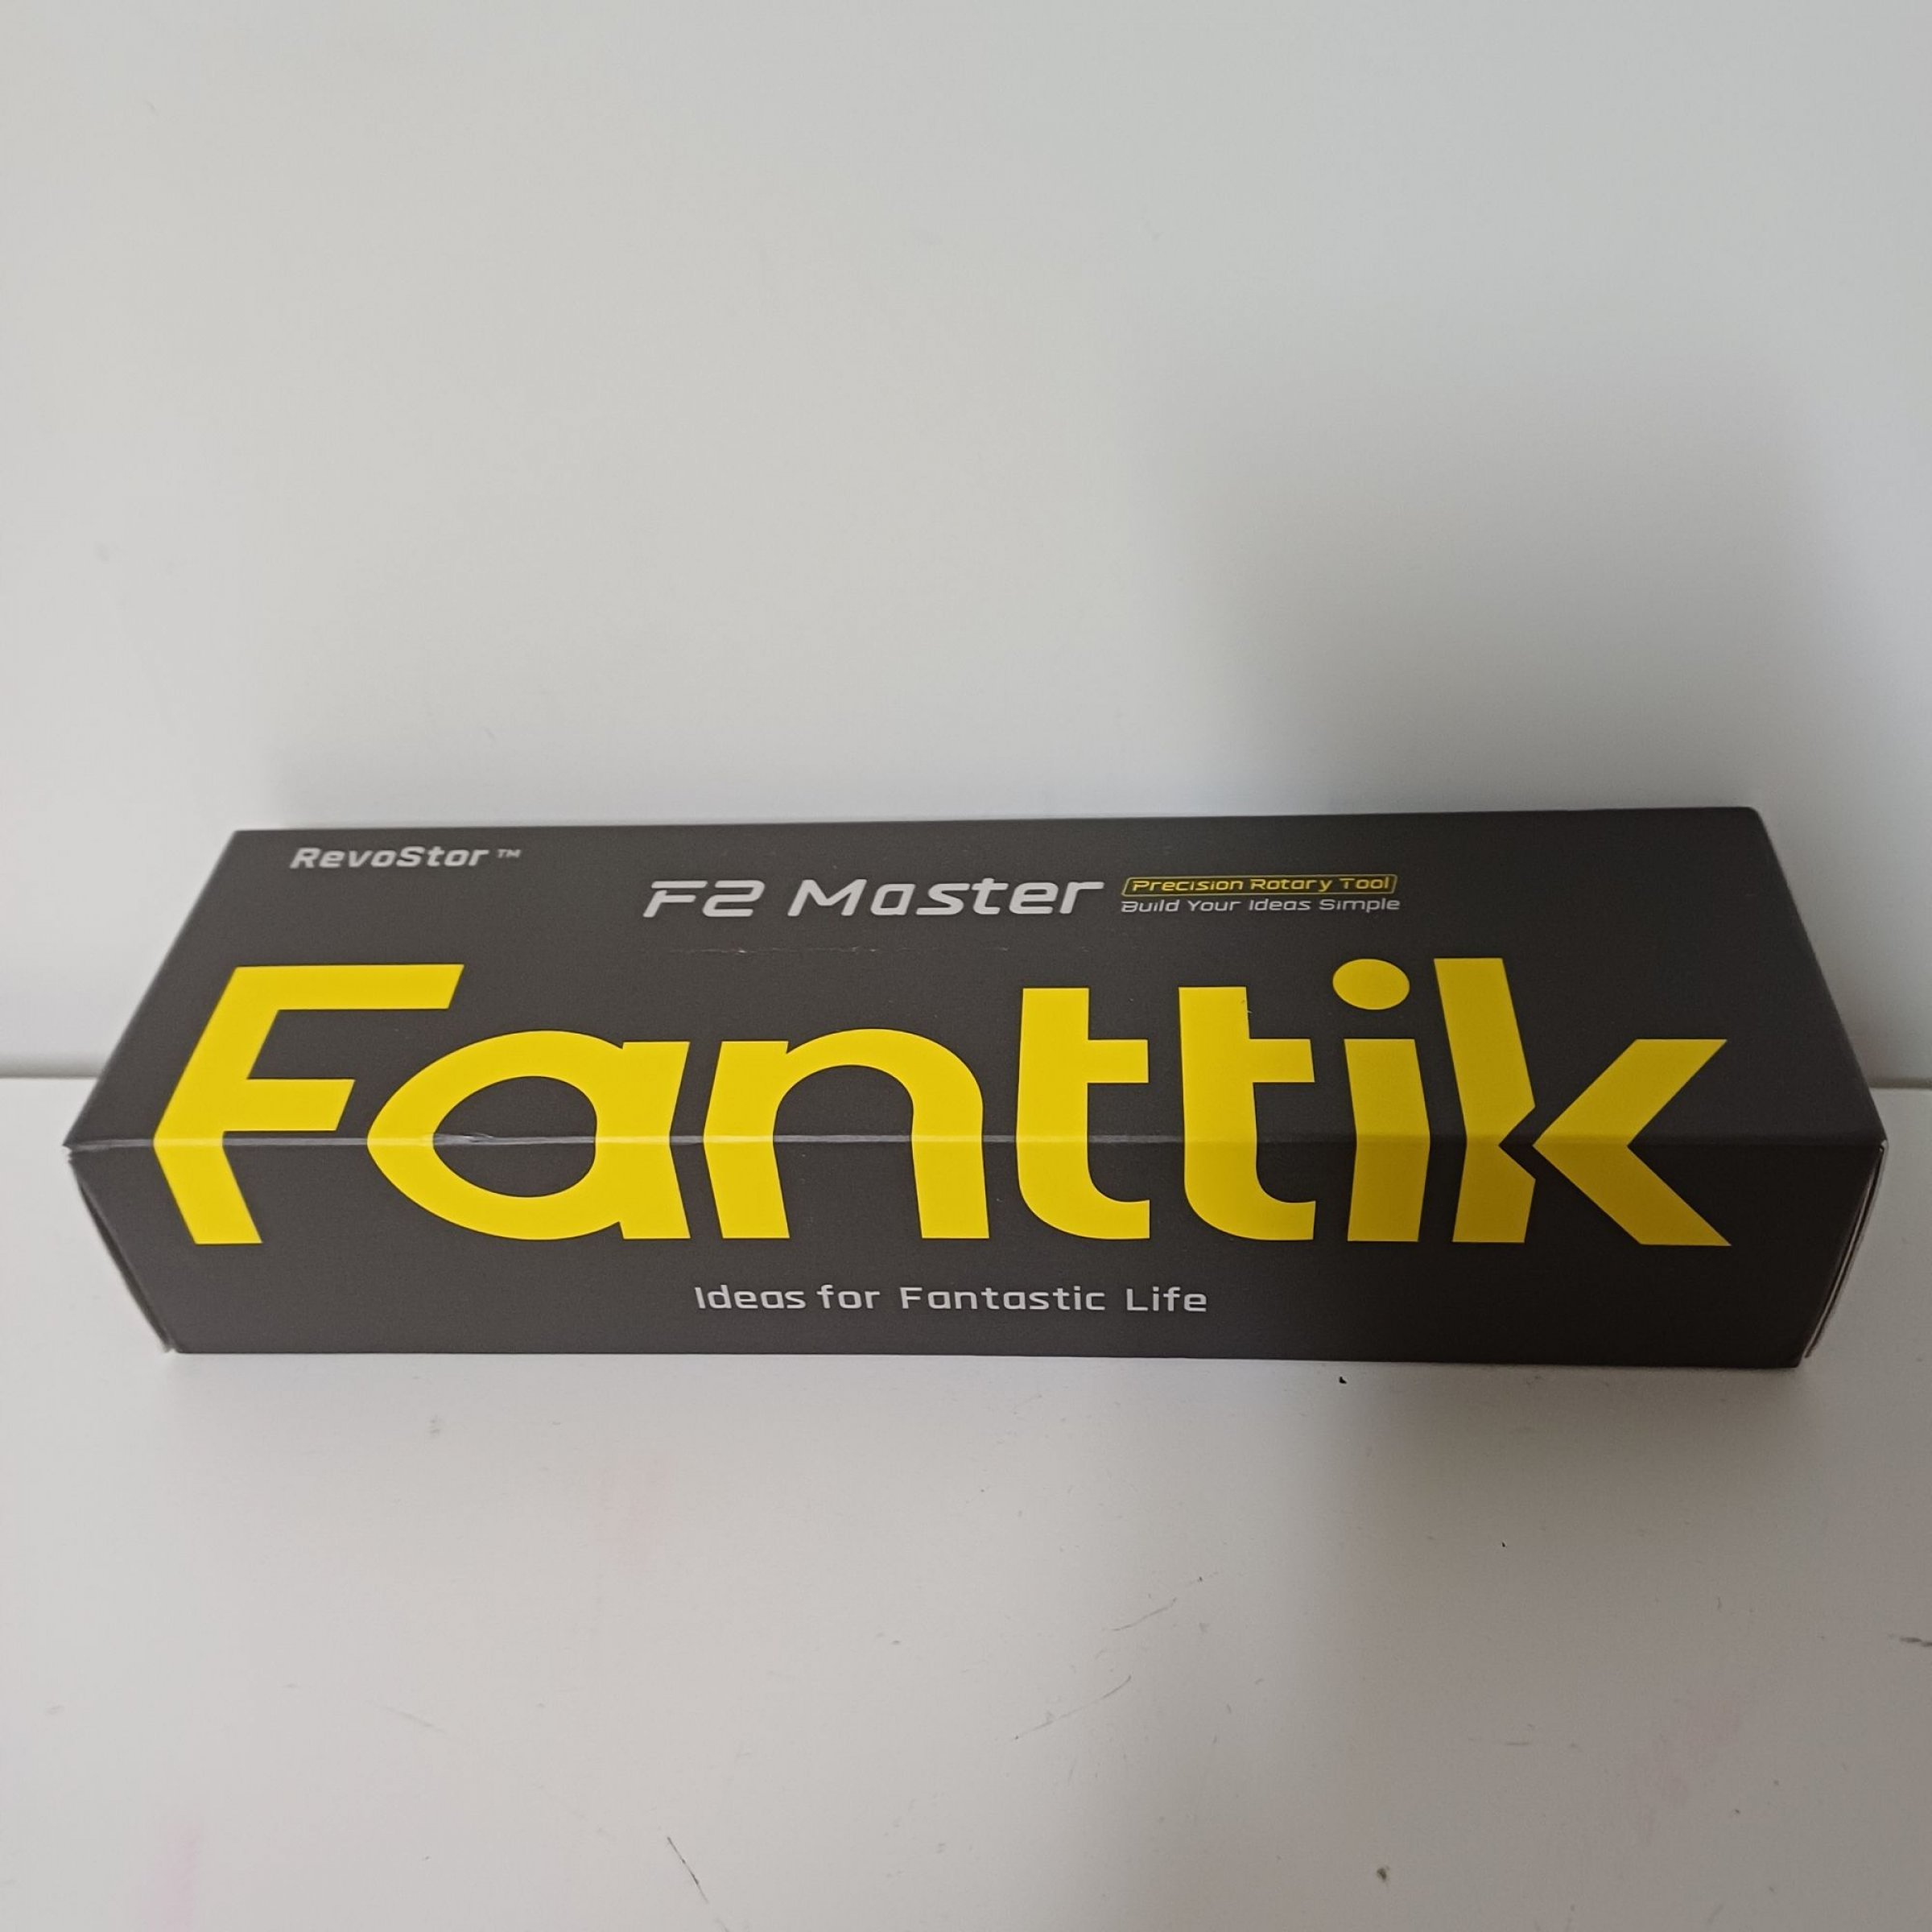 RevoStor™
F2 Master
Precision Rotary Tool
Build Your Ideas Simple
Fanttik
Ideas for Fantastic Life